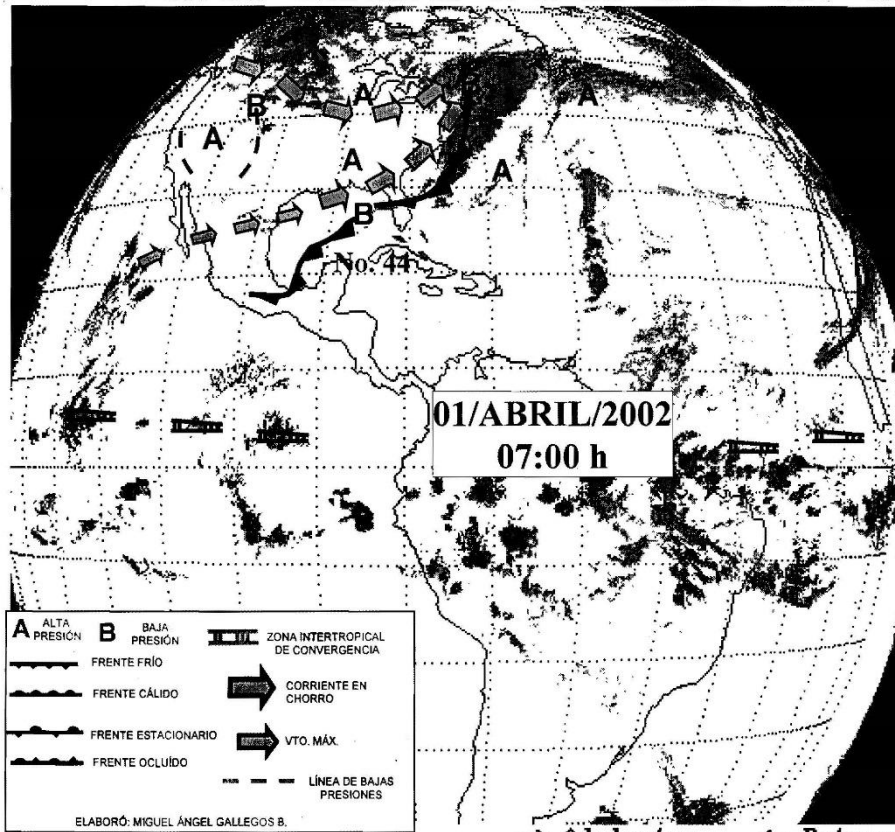 B
A
A
A
B
A
A
No. 44
01/ABRIL/2002
07:00 h
A ALTA PRESIÓN
B BAJA PRESIÓN
ZONA INTERTROPICAL DE CONVERGENCIA
FRENTE FRÍO
FRENTE CÁLIDO
CORRIENTE EN CHORRO
FRENTE ESTACIONARIO
VTO. MÁX.
FRENTE OCLUÍDO
LÍNEA DE BAJAS PRESIONES
ELABORÓ: MIGUEL ÁNGEL GALLEGOS B.